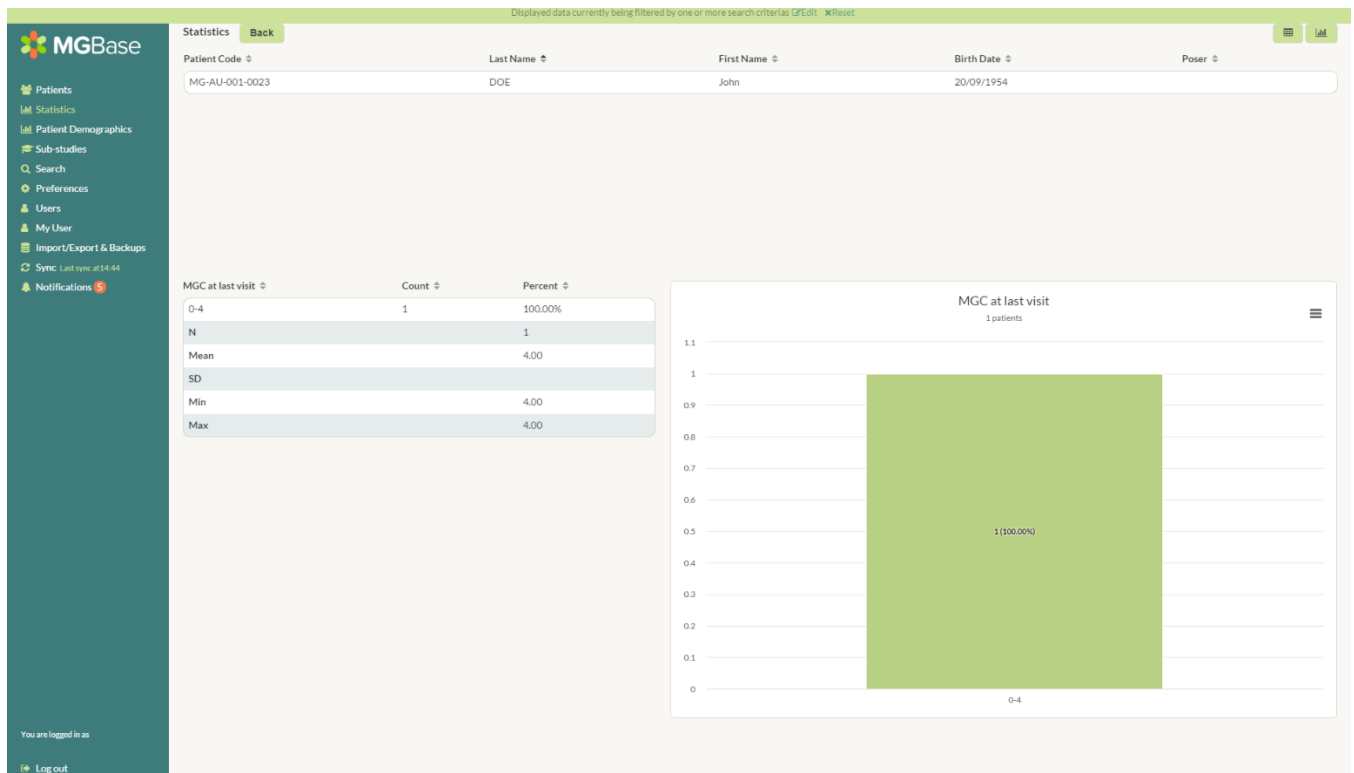 Displayed data currently being filtered by one or more search criterias Edit Reset
MGBase
Patients
Statistics
Patient Demographics
Sub-studies
Search
Preferences
Users
My User
Import/Export & Backups
Sync Last sync at 14:44
Notifications 5
You are logged in as
Log out
Statistics Back
Patient Code Last Name First Name Birth Date Poser
MG-AU-001-0023 DOE John 20/09/1954
MGC at last visit Count Percent
0-4 1 100.00%
N 1
Mean 4.00
SD
Min 4.00
Max 4.00
MGC at last visit
1 patients
1.1
1
0.9
0.8
0.7
0.6
0.5
0.4
0.3
0.2
0.1
0
1 (100.00%)
0-4